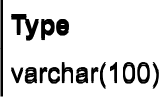 Type
varchar(100)